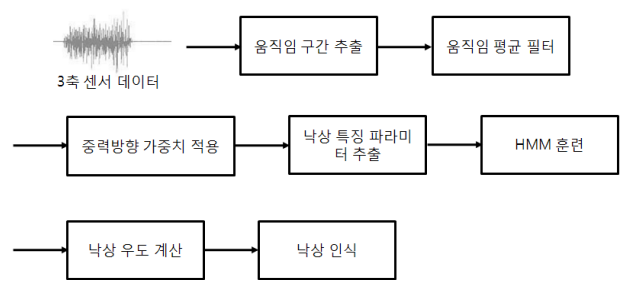 3축 센서 데이터
움직임 구간 추출
움직임 평균 필터
중력방향 가중치 적용
낙상 특징 파라미
터 추출
HMM 훈련
낙상 우도 계산
낙상 인식